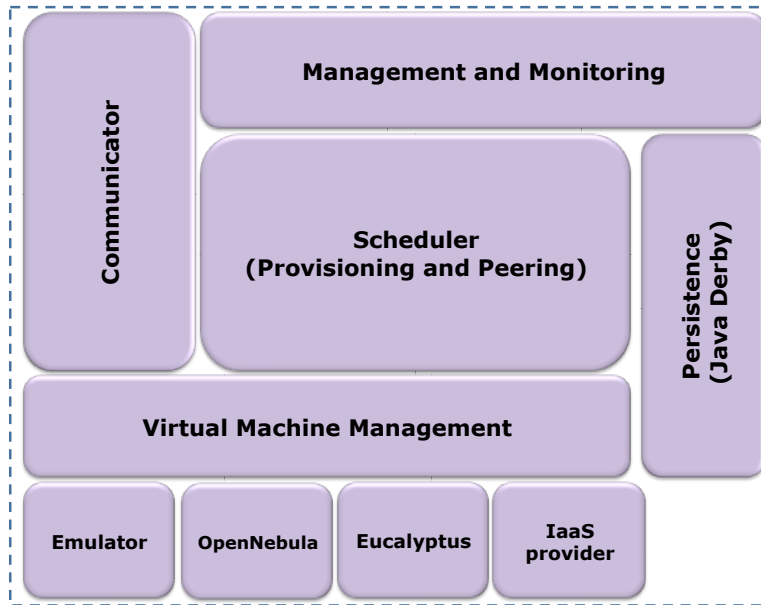 Communicator
Management and Monitoring
Scheduler
(Provisioning and Peering)
Persistence
(Java Derby)
Virtual Machine Management
Emulator
OpenNebula
Eucalyptus
IaaS
provider